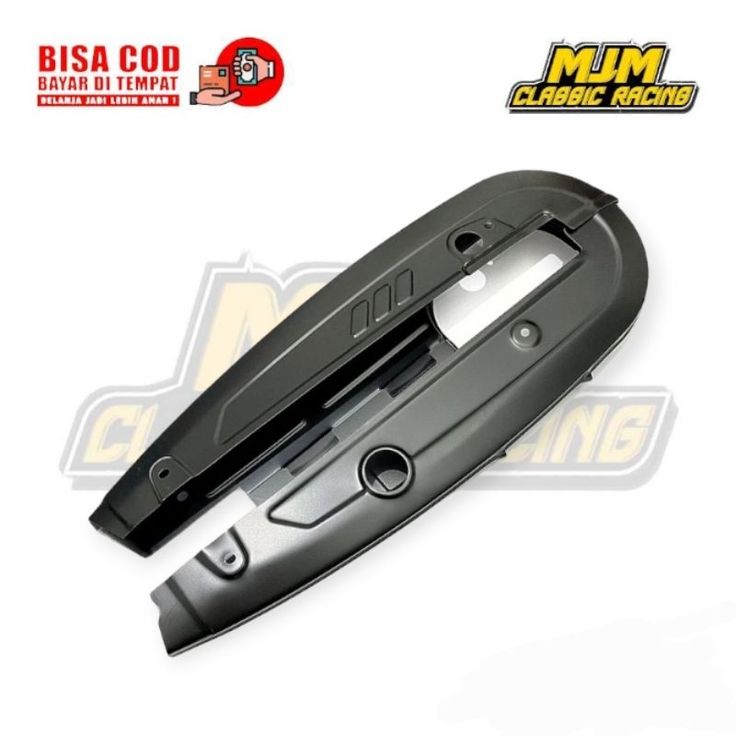 BISA COD
BAYAR DI TEMPAT
BELANJA JADI LEBIH AMAN !
MJM
CLASSIC RACING
MJM
CLASSIC RACING